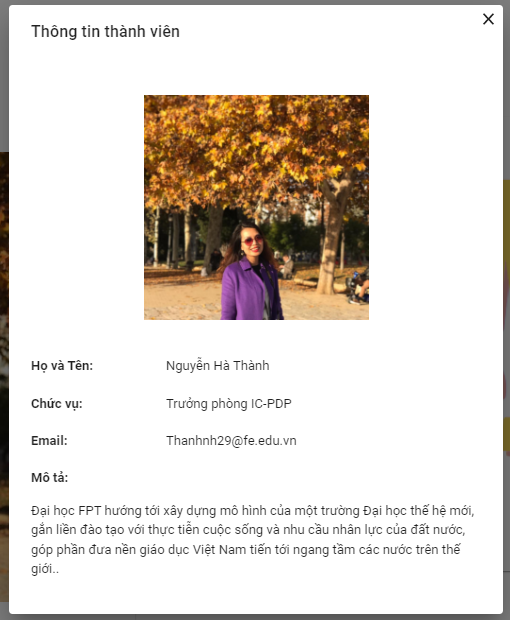 Thông tin thành viên
Họ và Tên: Nguyễn Hà Thành
Chức vụ: Trưởng phòng IC-PDP
Email: Thanhnh29@fe.edu.vn
Mô tả:
Đại học FPT hướng tới xây dựng mô hình của một trường Đại học thế hệ mới,
gắn liền đào tạo với thực tiễn cuộc sống và nhu cầu nhân lực của đất nước,
góp phần đưa nền giáo dục Việt Nam tiến tới ngang tầm các nước trên thế
giới..